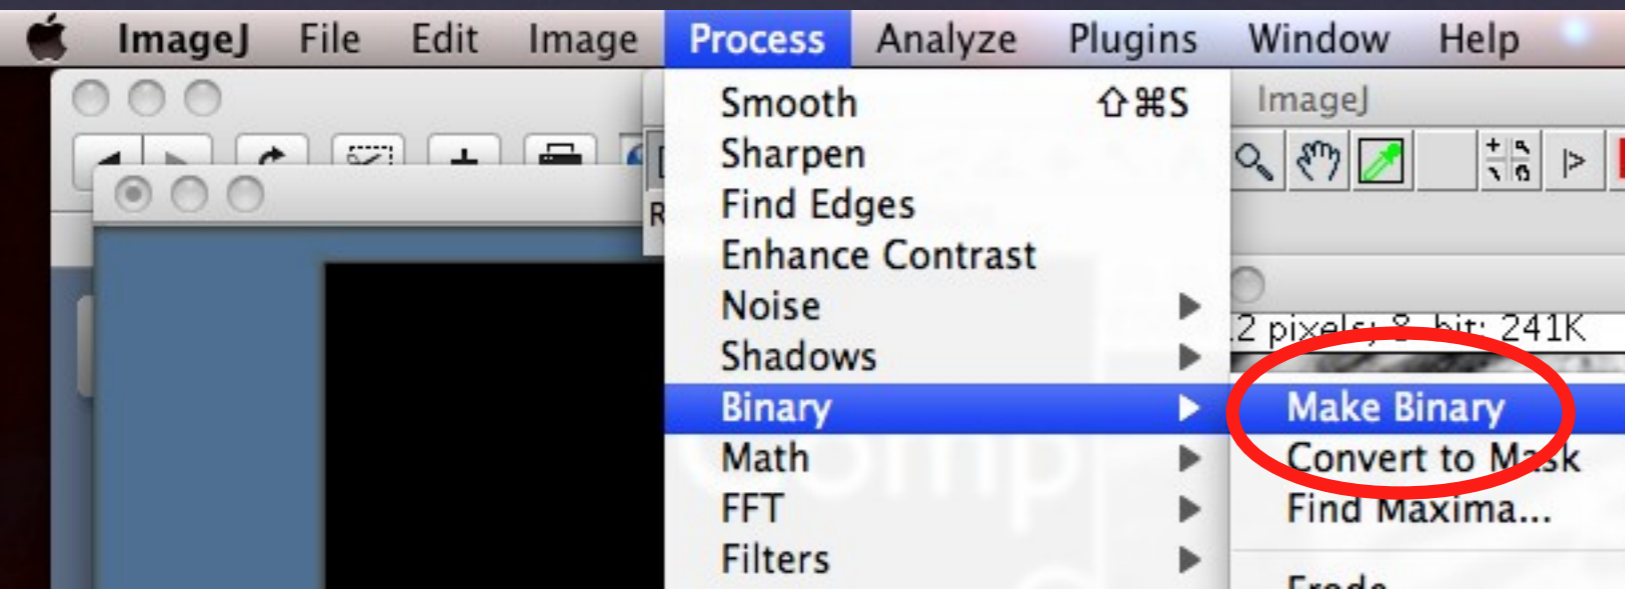 ImageJ File Edit Image Process Analyze Plugins Window Help
Smooth ⇧⌘S
ImageJ
Sharpen
Find Edges
Enhance Contrast
Noise
2 pixels; 8-bit; 241K
Shadows
Binary
Make Binary
Math
Convert to Mask
FFT
Find Maxima...
Filters
Erode